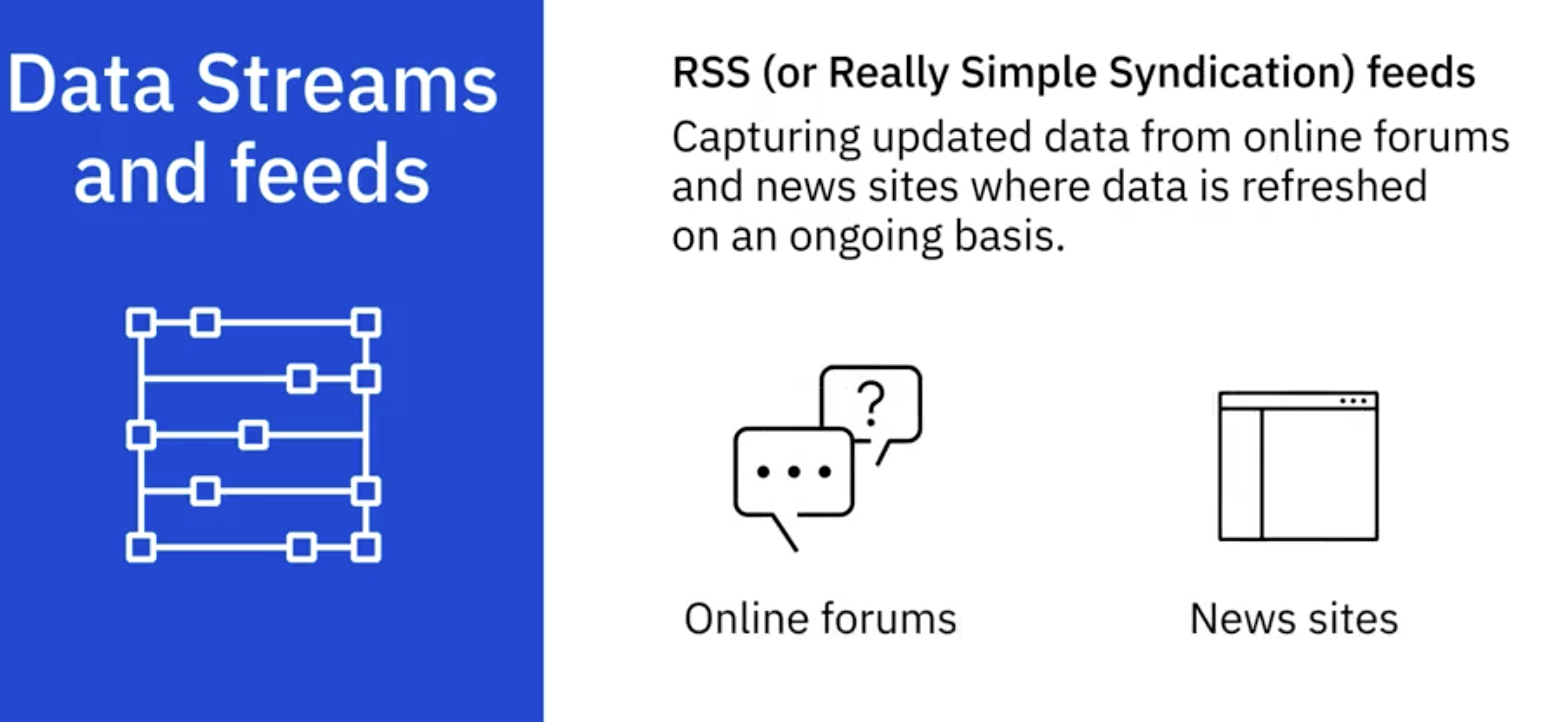 Data Streams
and feeds
RSS (or Really Simple Syndication) feeds
Capturing updated data from online forums
and news sites where data is refreshed
on an ongoing basis.
?
Online forums
News sites